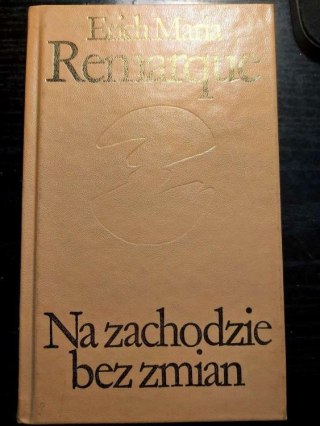 Erich Maria
Remarque
Na zachodzie
bez zmian